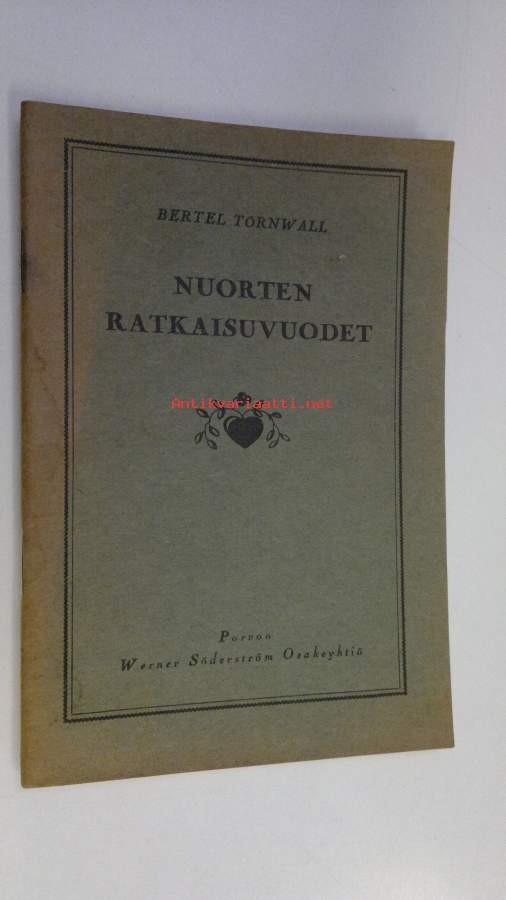 BERTEL TORNWALL
NUORTEN
RATKAISUVUODET
Antikvariaatti.net
Porvoo
Werner Söderström Osakeyhtiö